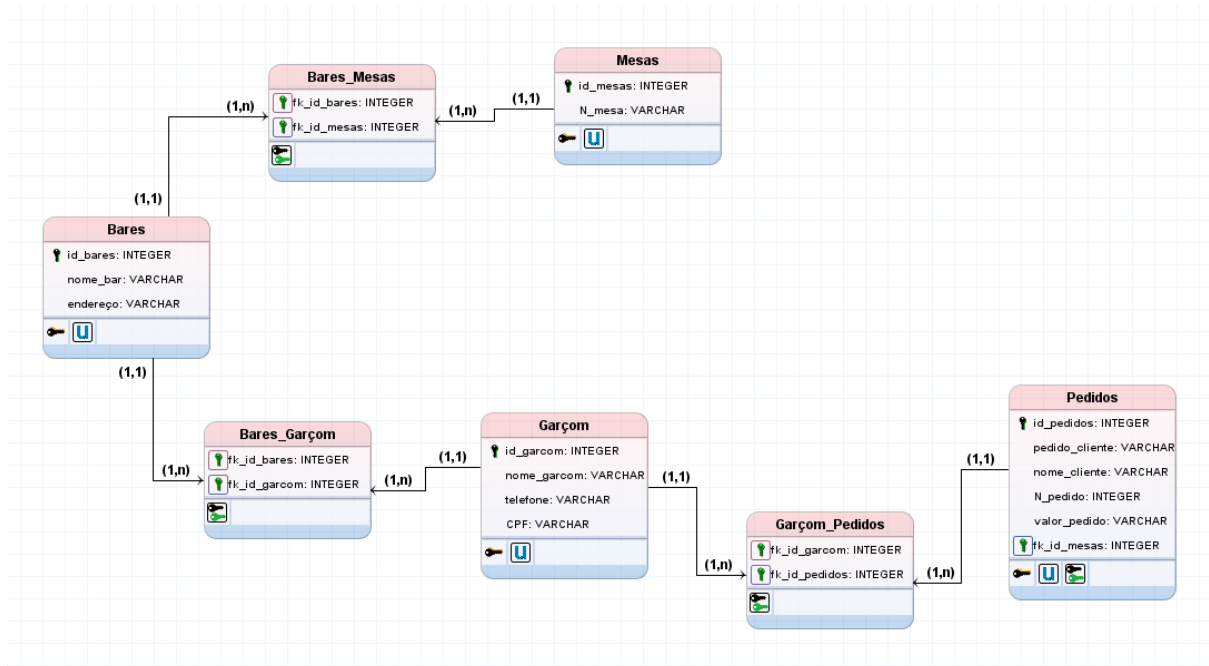 Bares_Mesas
fk_id_bares: INTEGER
fk_id_mesas: INTEGER
(1,n)
(1,n)
(1,1)
Mesas
id_mesas: INTEGER
N_mesa: VARCHAR
U
(1,1)
Bares
id_bares: INTEGER
nome_bar: VARCHAR
endereço: VARCHAR
U
(1,1)
Bares_Garçom
fk_id_bares: INTEGER
fk_id_garcom: INTEGER
(1,n)
(1,n)
(1,1)
Garçom
id_garcom: INTEGER
nome_garcom: VARCHAR
telefone: VARCHAR
CPF: VARCHAR
U
(1,1)
(1,n)
Garçom_Pedidos
fk_id_garcom: INTEGER
fk_id_pedidos: INTEGER
(1,n)
(1,1)
Pedidos
id_pedidos: INTEGER
pedido_cliente: VARCHAR
nome_cliente: VARCHAR
N_pedido: INTEGER
valor_pedido: VARCHAR
fk_id_mesas: INTEGER
U